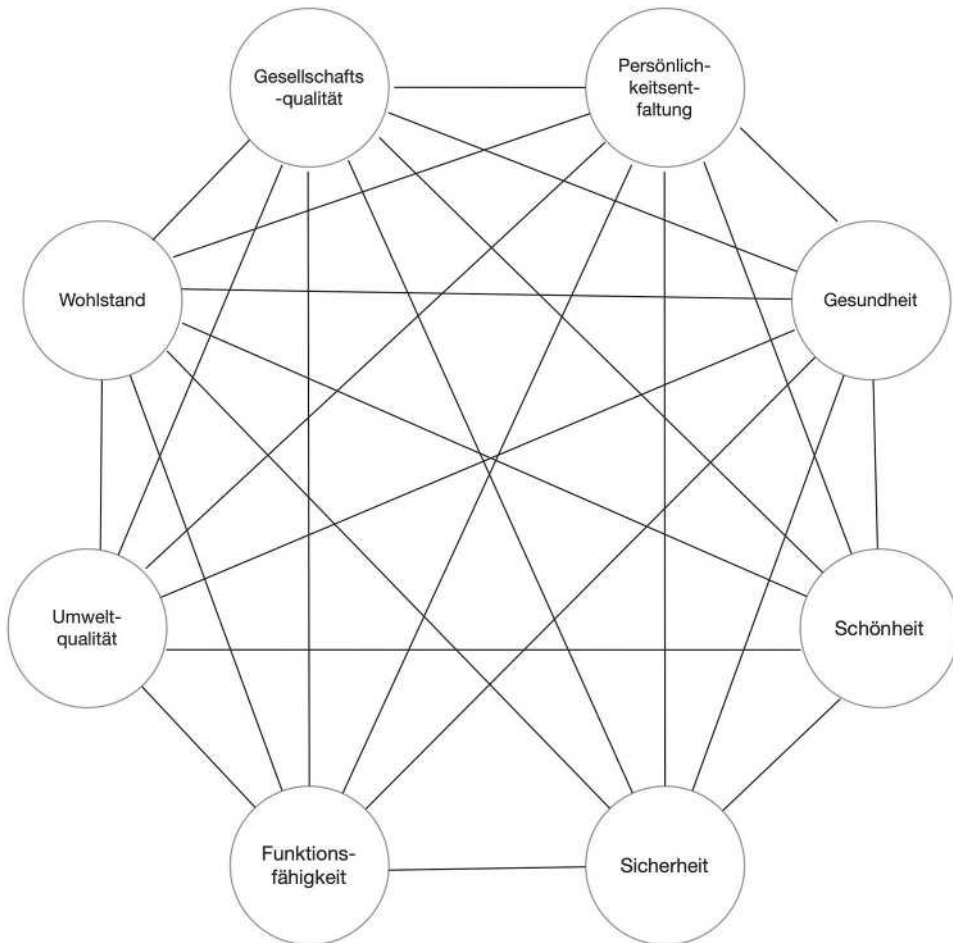 Gesellschafts
-qualität
Persönlich-
keitsent-
faltung
Wohlstand
Gesundheit
Umwelt-
qualität
Schönheit
Funktions-
fähigkeit
Sicherheit